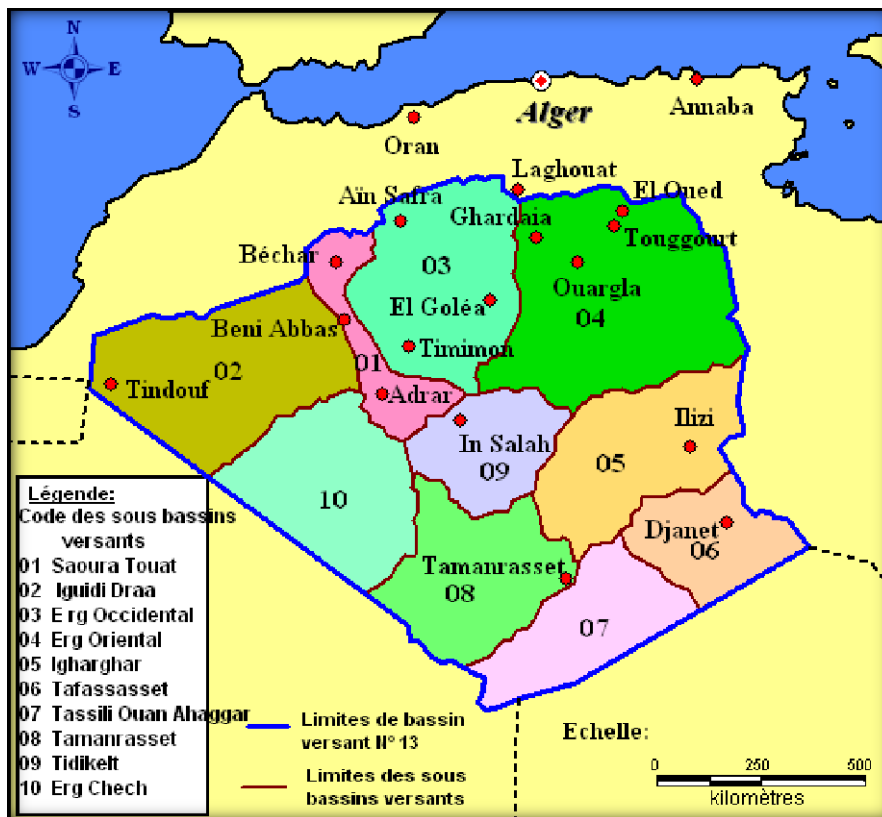 N
W E
S
Alger
Annaba
Oran
Laghouat
El Oued
Aïn Safra
Ghardaia
Touggourt
Béchar
03
Ouargla
El Goléa
04
Beni Abbas
Timimon
01
02
Tindouf
Adrar
Ilizi
In Salah
05
09
10
Djanet
06
Tamanrasset
08
07
Légende:
Code des sous bassins
versants
01 Saoura Touat
02 Iguidi Draa
03 Erg Occidental
04 Erg Oriental
05 Igharghar
06 Tafassasset
07 Tassili Ouan Ahaggar
08 Tamanrasset
09 Tidikelt
10 Erg Chech
Limites de bassin
versant N° 13
Limites des sous
bassins versants
Echelle:
0 250 500
kilomètres